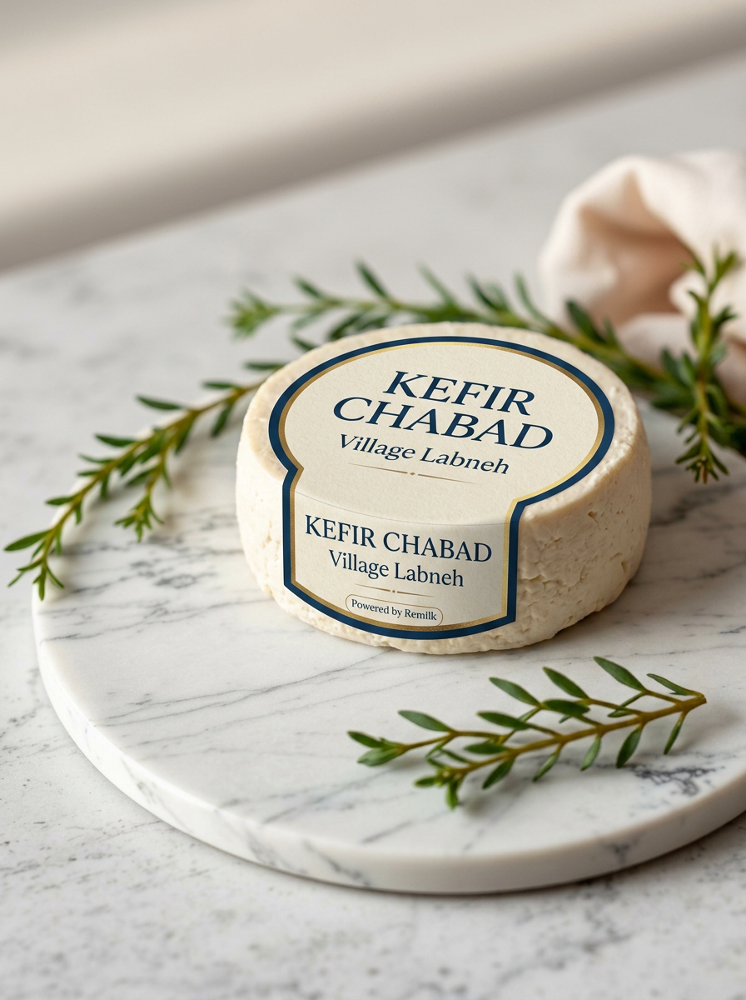 KEFIR
CHABAD
Village Labneh
KEFIR CHABAD
Village Labneh
Powered by Remilk